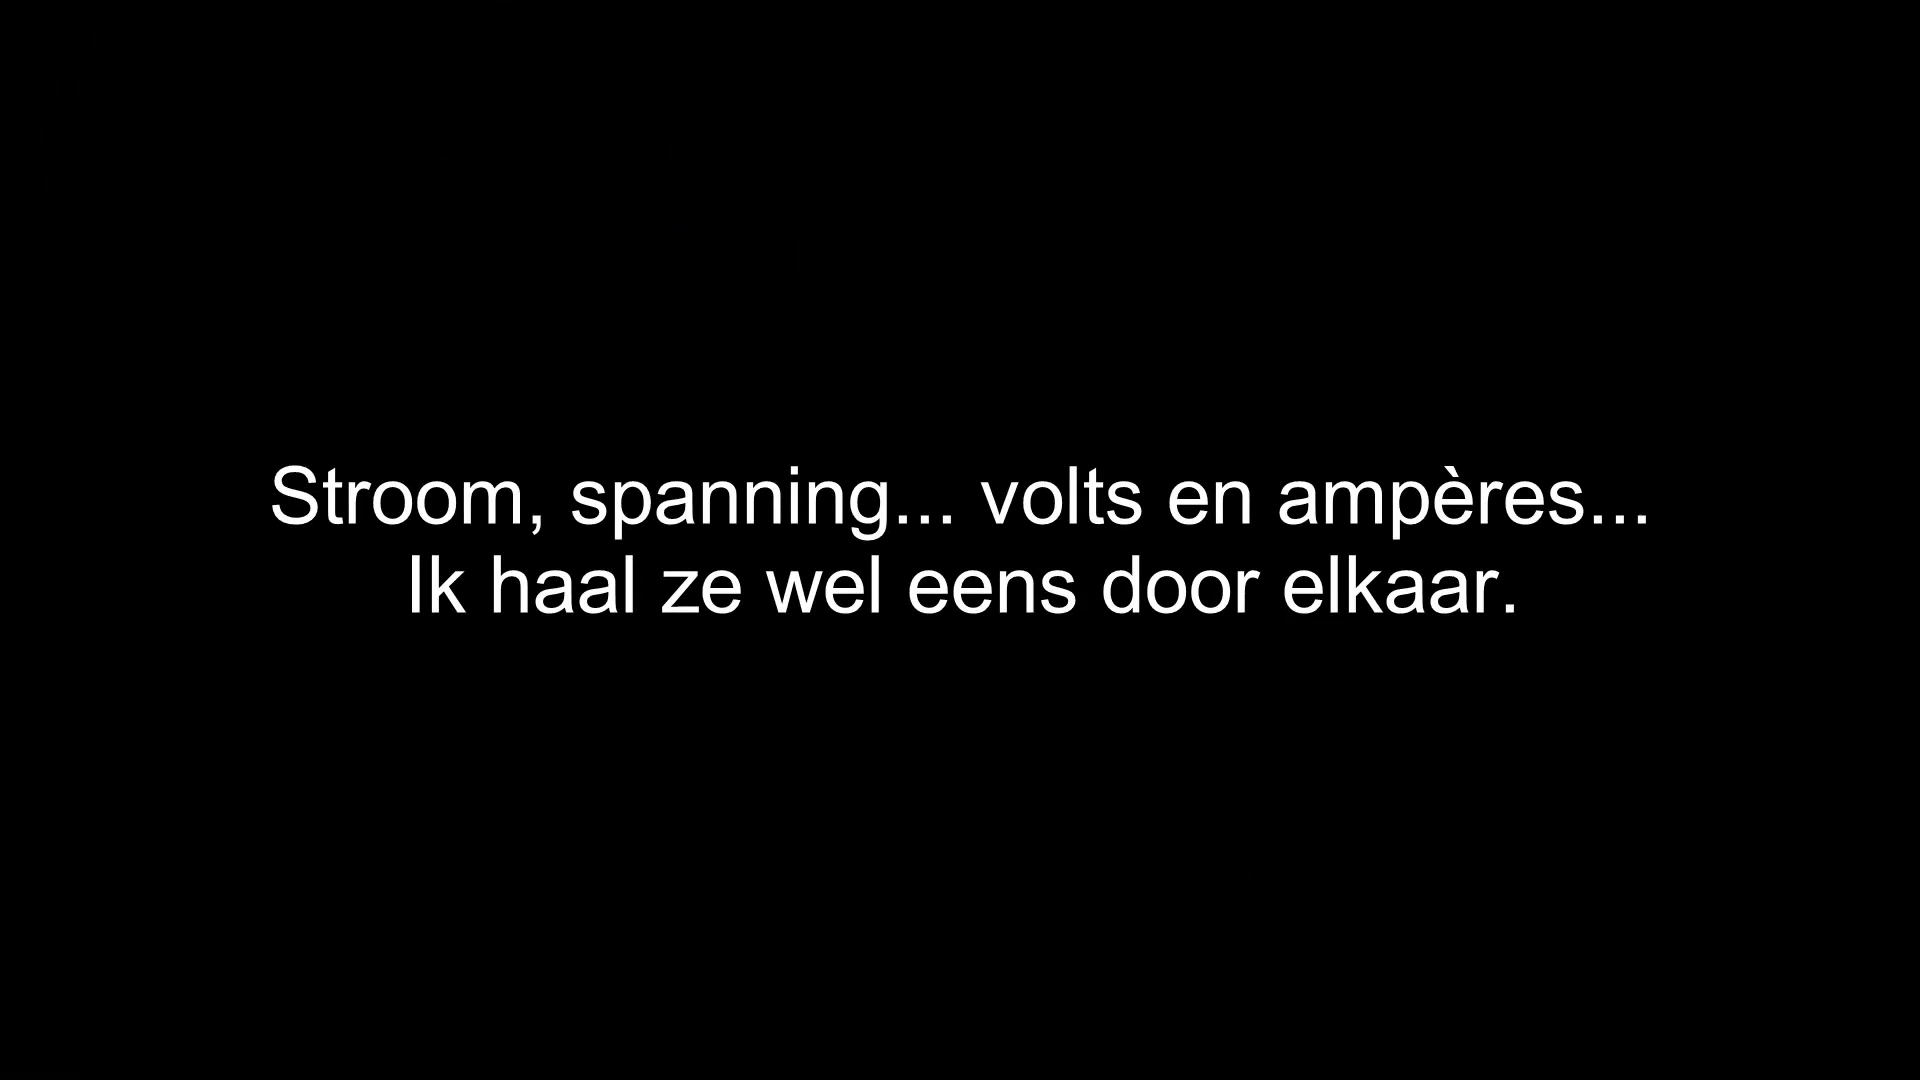 Stroom, spanning... volts en ampères...
Ik haal ze wel eens door elkaar.